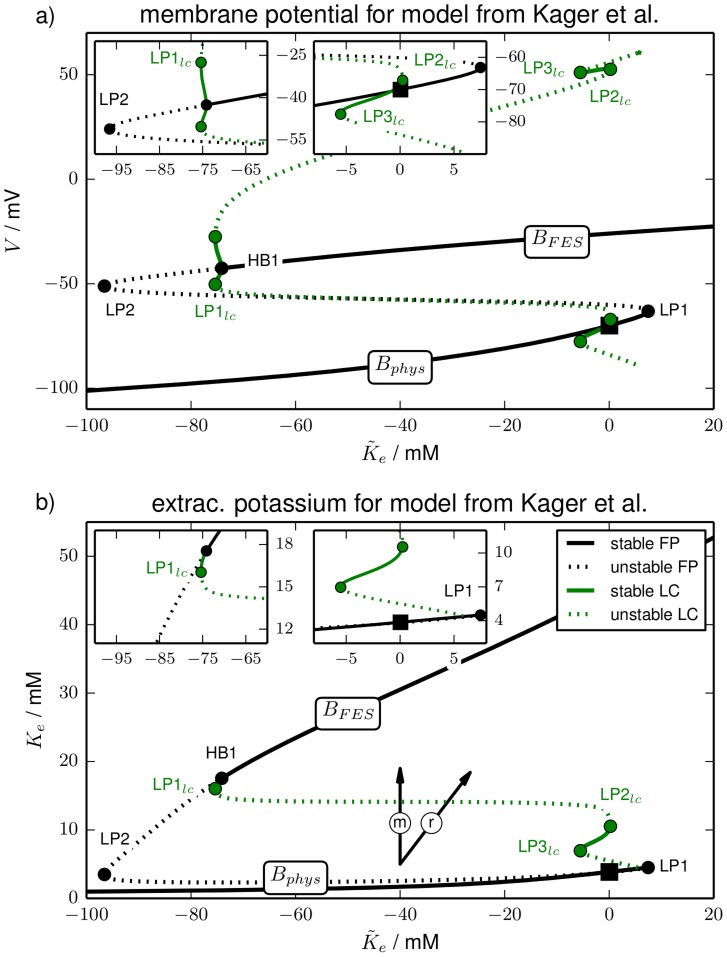 a) membrane potential for model from Kager et al.
V / mV
50
0
−50
−100
LP2
LP1lc
−25
−40
−55
−95 −85 −75 −65
LP2lc
LP3lc
−60
−70
−80
−5 0 5
LP3lc
LP2lc
BFES
HB1
LP2
LP1lc
LP1
Bphys
−100 −80 −60 −40 −20 0 20
K̃e / mM
b) extrac. potassium for model from Kager et al.
Ke / mM
50
40
30
20
10
0
LP1lc
18
15
12
−95 −85 −75 −65
LP1
10
7
4
−5 0 5
stable FP
unstable FP
stable LC
unstable LC
BFES
HB1
LP1lc
LP2
m r
LP2lc
LP3lc
LP1
Bphys
−100 −80 −60 −40 −20 0 20
K̃e / mM